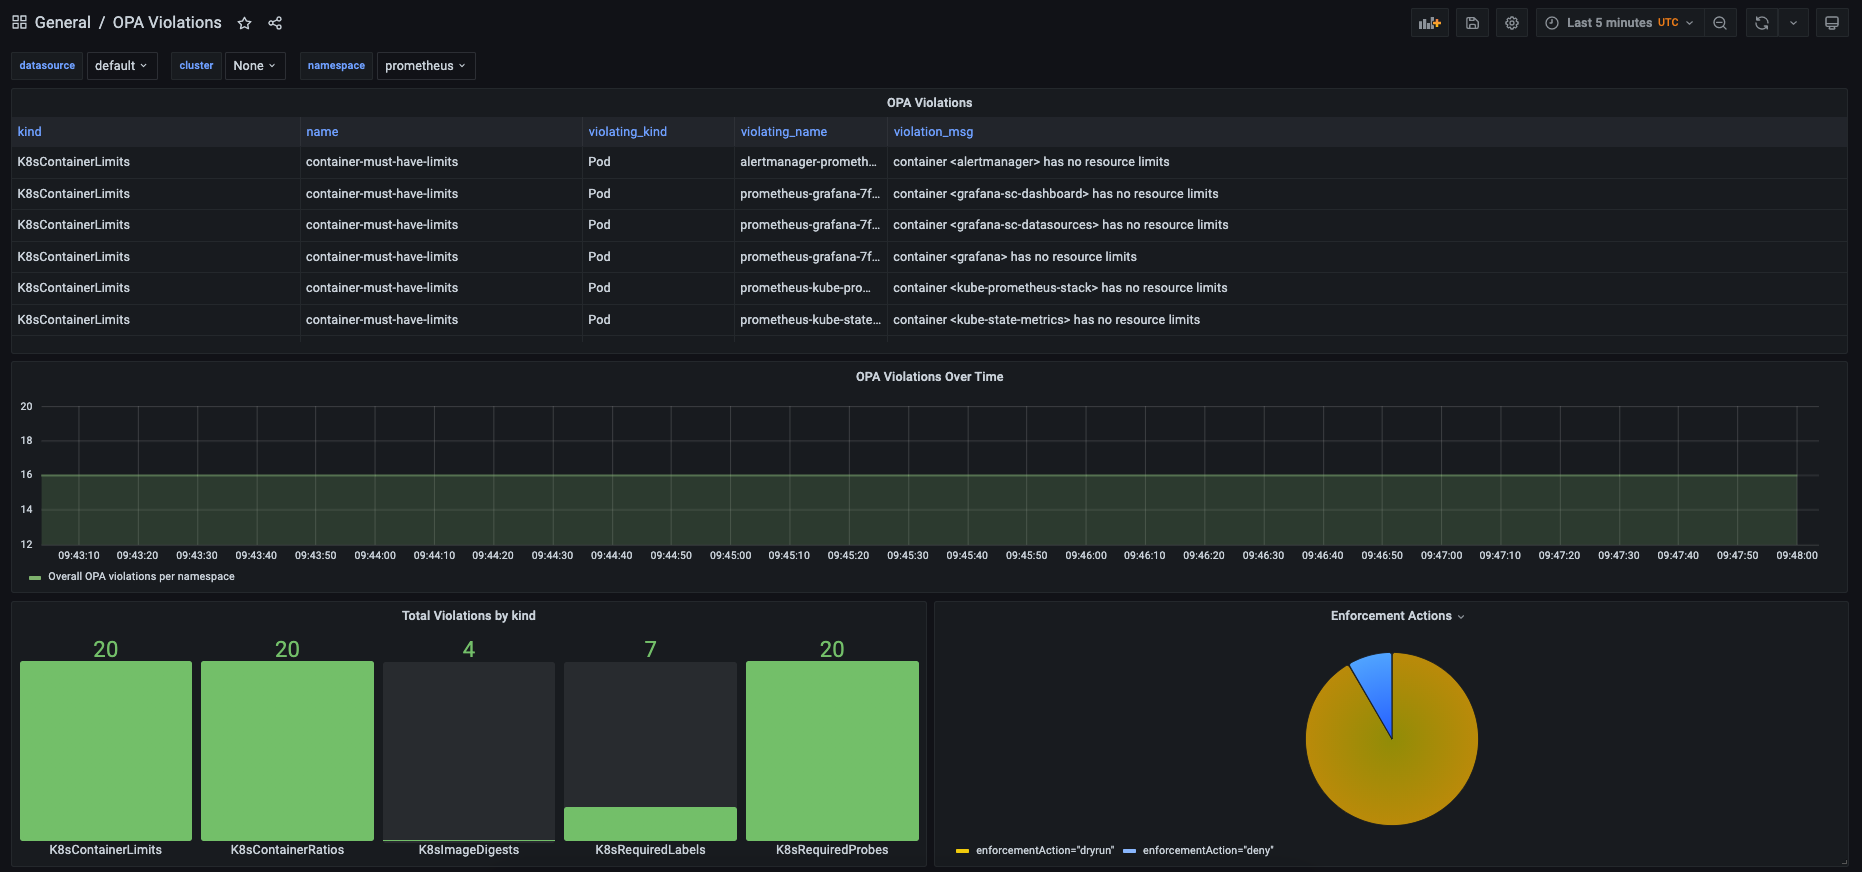 General / OPA Violations
Last 5 minutes UTC
datasource default cluster None namespace prometheus
OPA Violations
kind name violating_kind violating_name violation_msg
K8sContainerLimits container-must-have-limits Pod alertmanager-prometh... container <alertmanager> has no resource limits
K8sContainerLimits container-must-have-limits Pod prometheus-grafana-7f... container <grafana-sc-dashboard> has no resource limits
K8sContainerLimits container-must-have-limits Pod prometheus-grafana-7f... container <grafana-sc-datasources> has no resource limits
K8sContainerLimits container-must-have-limits Pod prometheus-grafana-7f... container <grafana> has no resource limits
K8sContainerLimits container-must-have-limits Pod prometheus-kube-pro... container <kube-prometheus-stack> has no resource limits
K8sContainerLimits container-must-have-limits Pod prometheus-kube-state... container <kube-state-metrics> has no resource limits
OPA Violations Over Time
20
18
16
14
12
09:43:10 09:43:20 09:43:30 09:43:40 09:43:50 09:44:00 09:44:10 09:44:20 09:44:30 09:44:40 09:44:50 09:45:00 09:45:10 09:45:20 09:45:30 09:45:40 09:45:50 09:46:00 09:46:10 09:46:20 09:46:30 09:46:40 09:46:50 09:47:00 09:47:10 09:47:20 09:47:30 09:47:40 09:47:50 09:48:00
Overall OPA violations per namespace
Total Violations by kind
20 20 4 7 20
K8sContainerLimits K8sContainerRatios K8sImageDigests K8sRequiredLabels K8sRequiredProbes
Enforcement Actions
enforcementAction="dryrun" enforcementAction="deny"